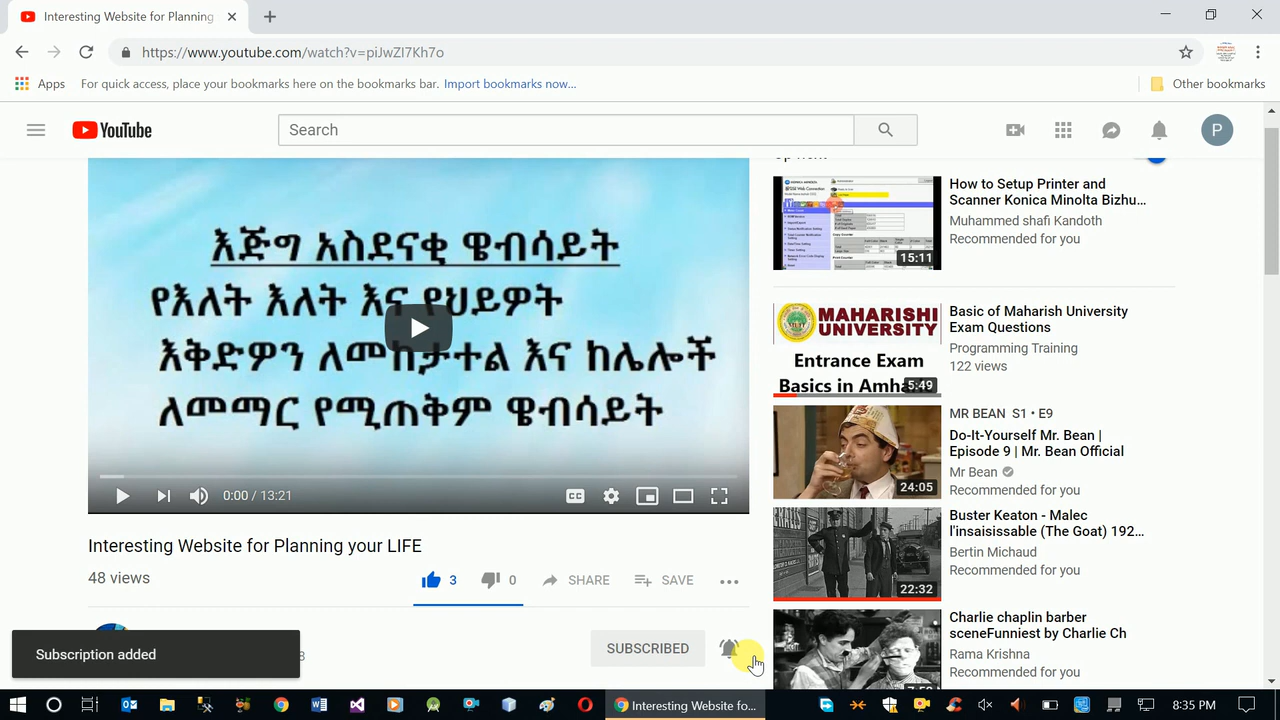 Interesting Website for Planning
https://www.youtube.com/watch?v=piJwZI7Kh7o
Apps For quick access, place your bookmarks here on the bookmarks bar. Import bookmarks now... Other bookmarks
YouTube
Search
P
እጅግ አስደናቂ ዌብሳይት
የእለት እለት እና የህይዎት
እቅድዎን ለመከታተል እና ከሌሎች
ለመማር የሚጠቅም ዌብሳይት
0:00 / 13:21
Interesting Website for Planning your LIFE
48 views
3 0 SHARE SAVE
Subscription added
8
SUBSCRIBED
Up next
How to Setup Printer and
Scanner Konica Minolta Bizhu...
Muhammed shafi Kandoth
Recommended for you
15:11
MAHARISHI
UNIVERSITY
Entrance Exam
Basics in Amha
5:49
Basic of Maharish University
Exam Questions
Programming Training
122 views
MR BEAN S1 • E9
Do-It-Yourself Mr. Bean |
Episode 9 | Mr. Bean Official
Mr Bean
Recommended for you
24:05
Buster Keaton - Malec
l'insaisissable (The Goat) 192...
Bertin Michaud
Recommended for you
22:32
Charlie chaplin barber
sceneFunniest by Charlie Ch
Rama Krishna
Recommended for you
Interesting Website fo...
8:35 PM